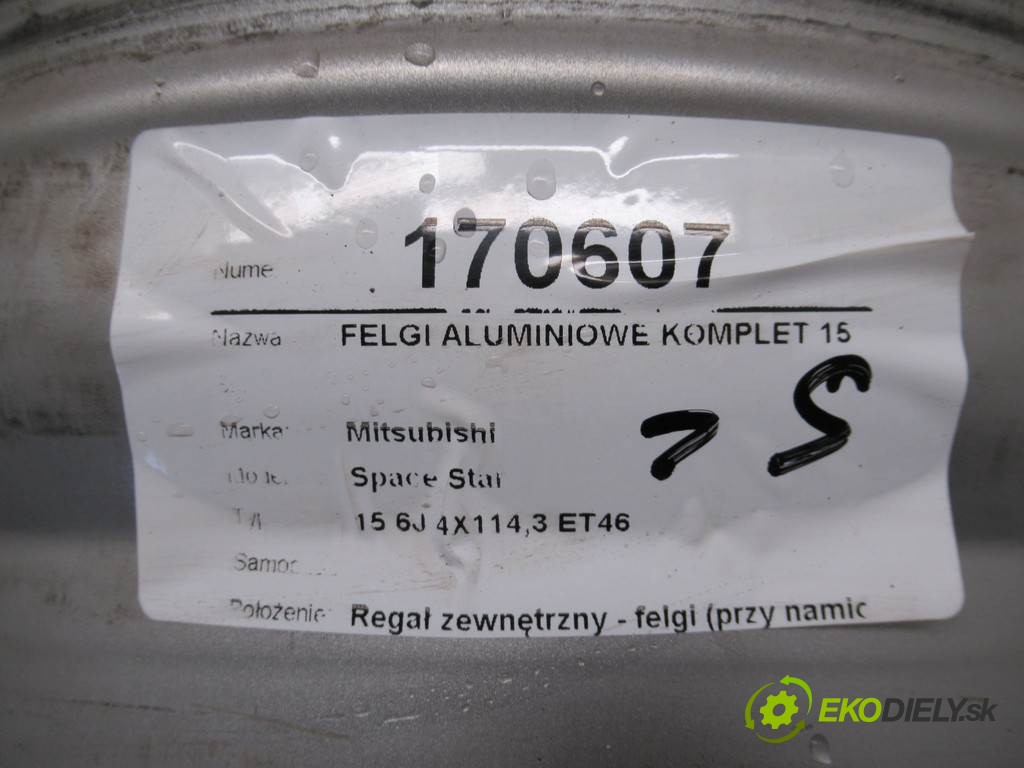 Nume 170607
Nazwa FELGI ALUMINIOWE KOMPLET 15
Marka: Mitsubishi
Space Star
15 6J 4X114,3 ET46
Samoc
Położenie: Regał zewnętrzny - felgi (przy namic
EKODIELY.sk